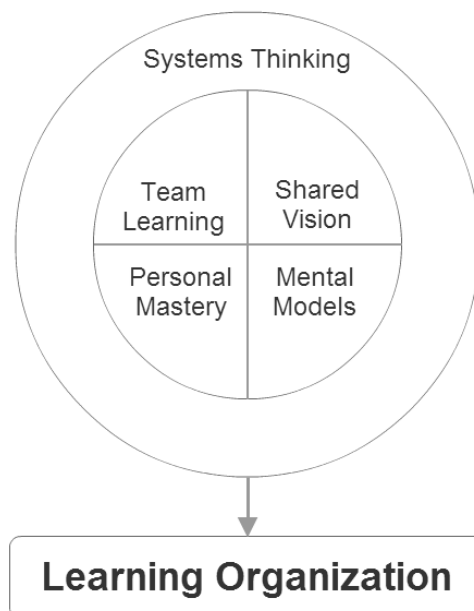 Systems Thinking
Team
Learning
Shared
Vision
Personal
Mastery
Mental
Models
Learning Organization